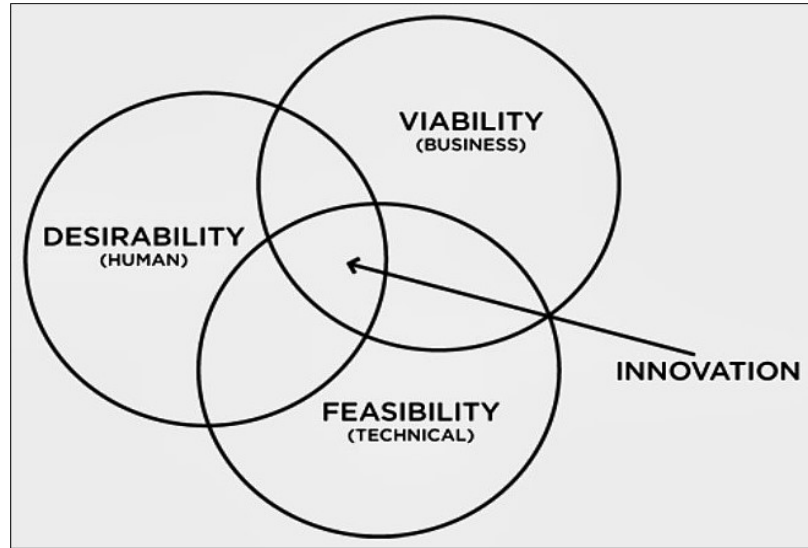 VIABILITY
(BUSINESS)
DESIRABILITY
(HUMAN)
INNOVATION
FEASIBILITY
(TECHNICAL)